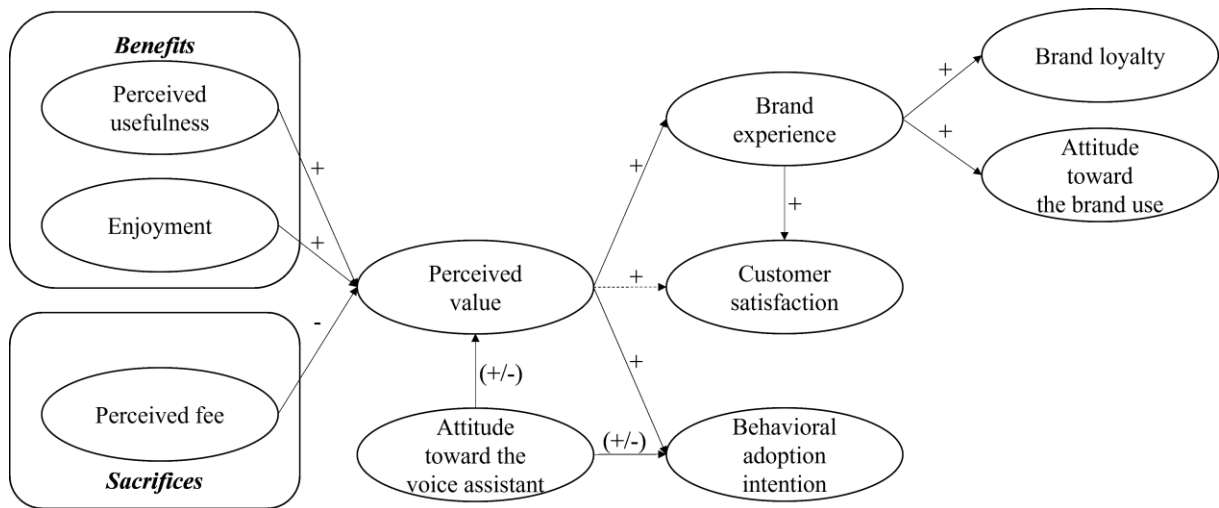 Benefits
Perceived
usefulness
+
Enjoyment
+
-
Perceived fee
Sacrifices
Perceived
value
(+/-)
Attitude
toward the
voice assistant
(+/-)
+
+
+
Brand
experience
+
Customer
satisfaction
Behavioral
adoption
intention
+
+
Brand loyalty
Attitude
toward
the brand use